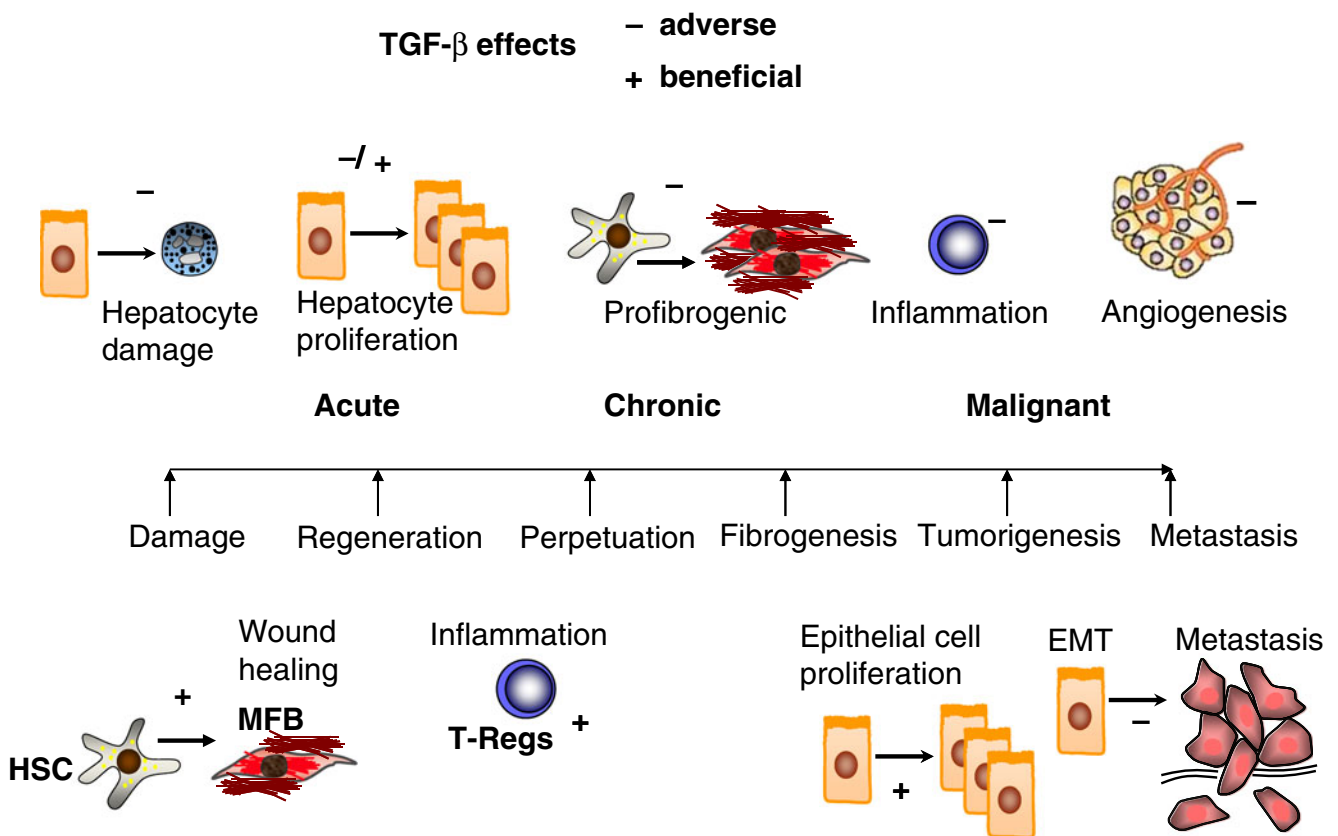 TGF-β effects
– adverse
+ beneficial
–
–/ +
–
–
–
Hepatocyte
damage
Hepatocyte
proliferation
Profibrogenic
Inflammation
Angiogenesis
Acute
Chronic
Malignant
Damage
Regeneration
Perpetuation
Fibrogenesis
Tumorigenesis
Metastasis
Wound
healing
+
MFB
HSC
Inflammation
T-Regs +
Epithelial cell
proliferation
+
EMT
–
Metastasis